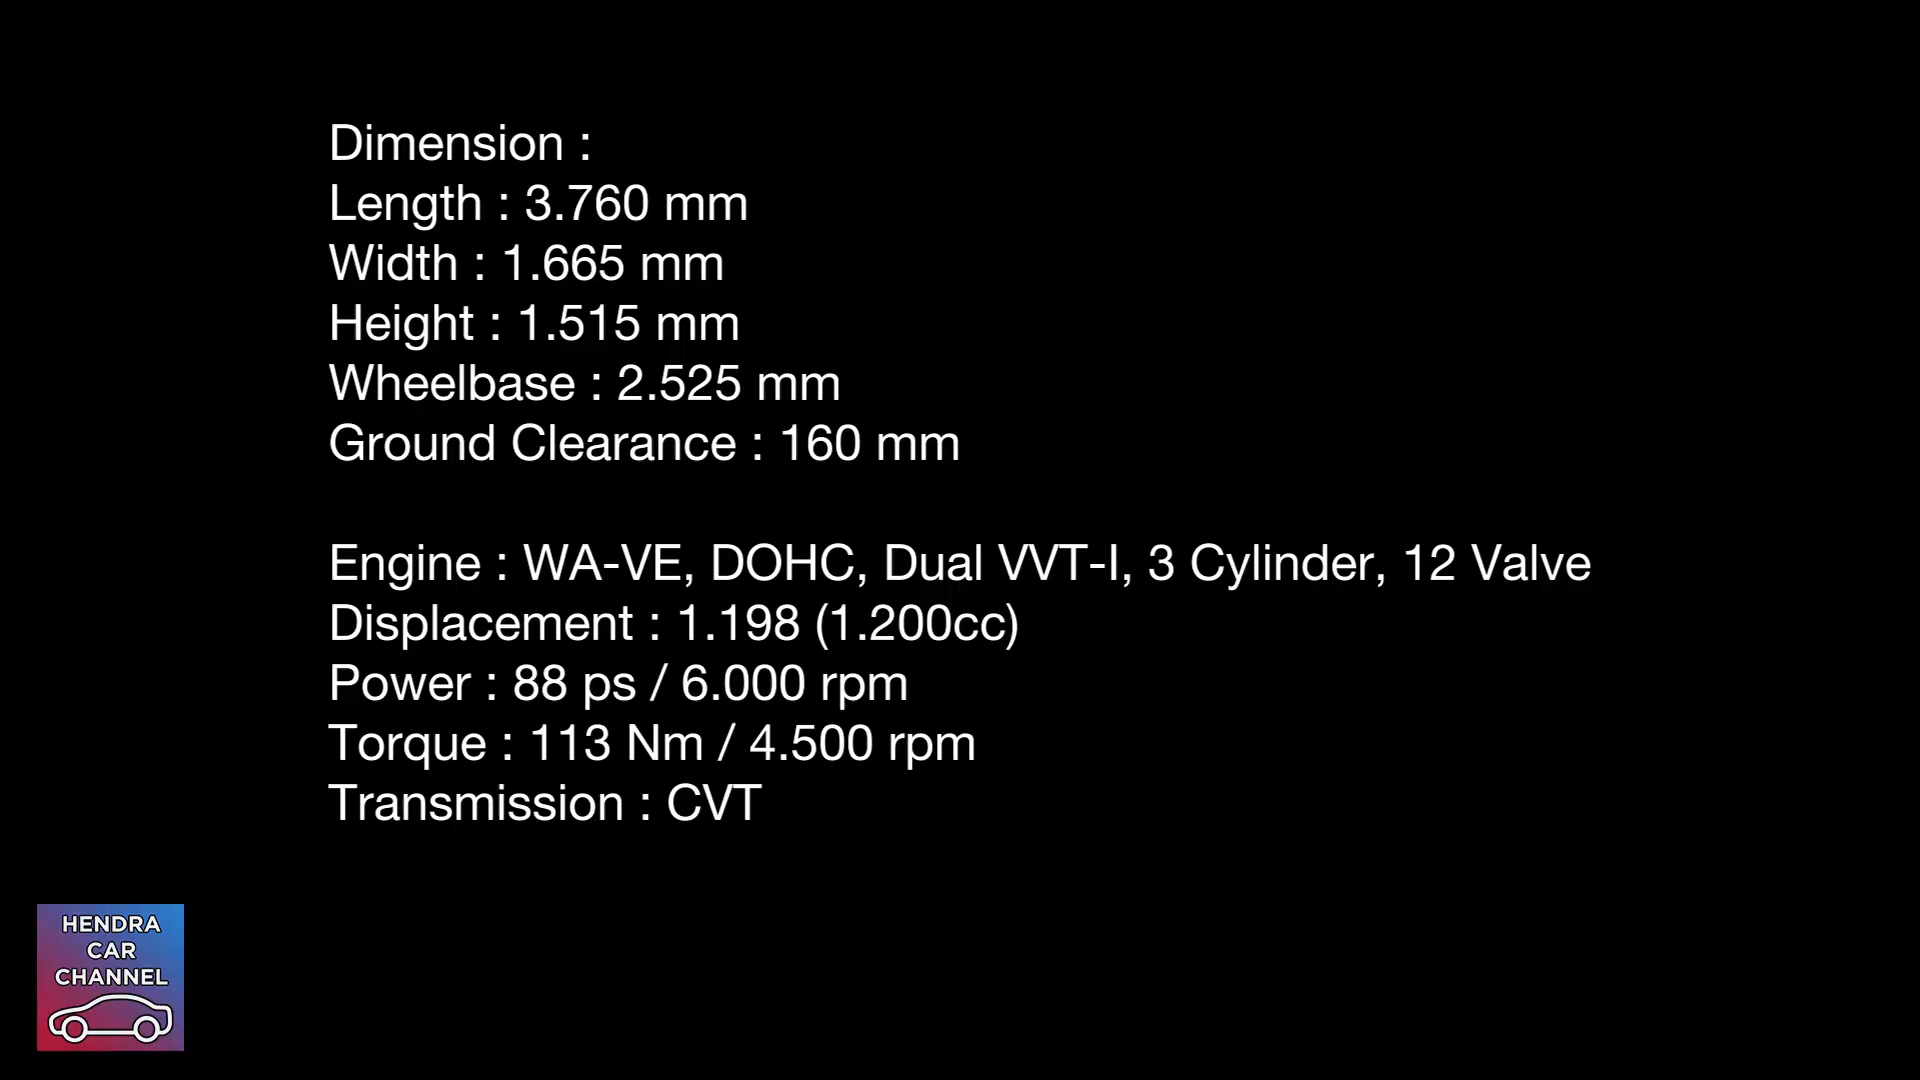 Dimension :
Length : 3.760 mm
Width : 1.665 mm
Height : 1.515 mm
Wheelbase : 2.525 mm
Ground Clearance : 160 mm
Engine : WA-VE, DOHC, Dual VVT-I, 3 Cylinder, 12 Valve
Displacement : 1.198 (1.200cc)
Power : 88 ps / 6.000 rpm
Torque : 113 Nm / 4.500 rpm
Transmission : CVT
HENDRA
CAR
CHANNEL